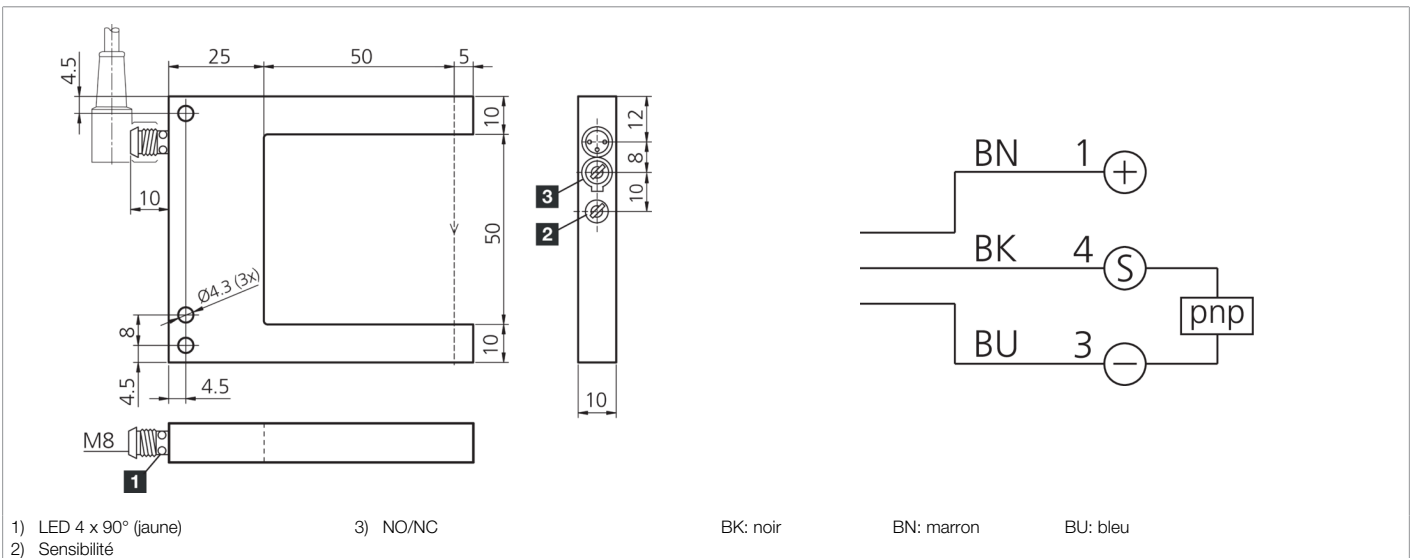 25 50 5
4.5
10
12
8
10
3
2
10
50
Ø4.3 (3x)
8
10
4.5
4.5
10
M8
1
BN 1 +
BK 4 S
pnp
BU 3 −
1) LED 4 x 90° (jaune) 3) NO/NC BK: noir BN: marron BU: bleu
2) Sensibilité